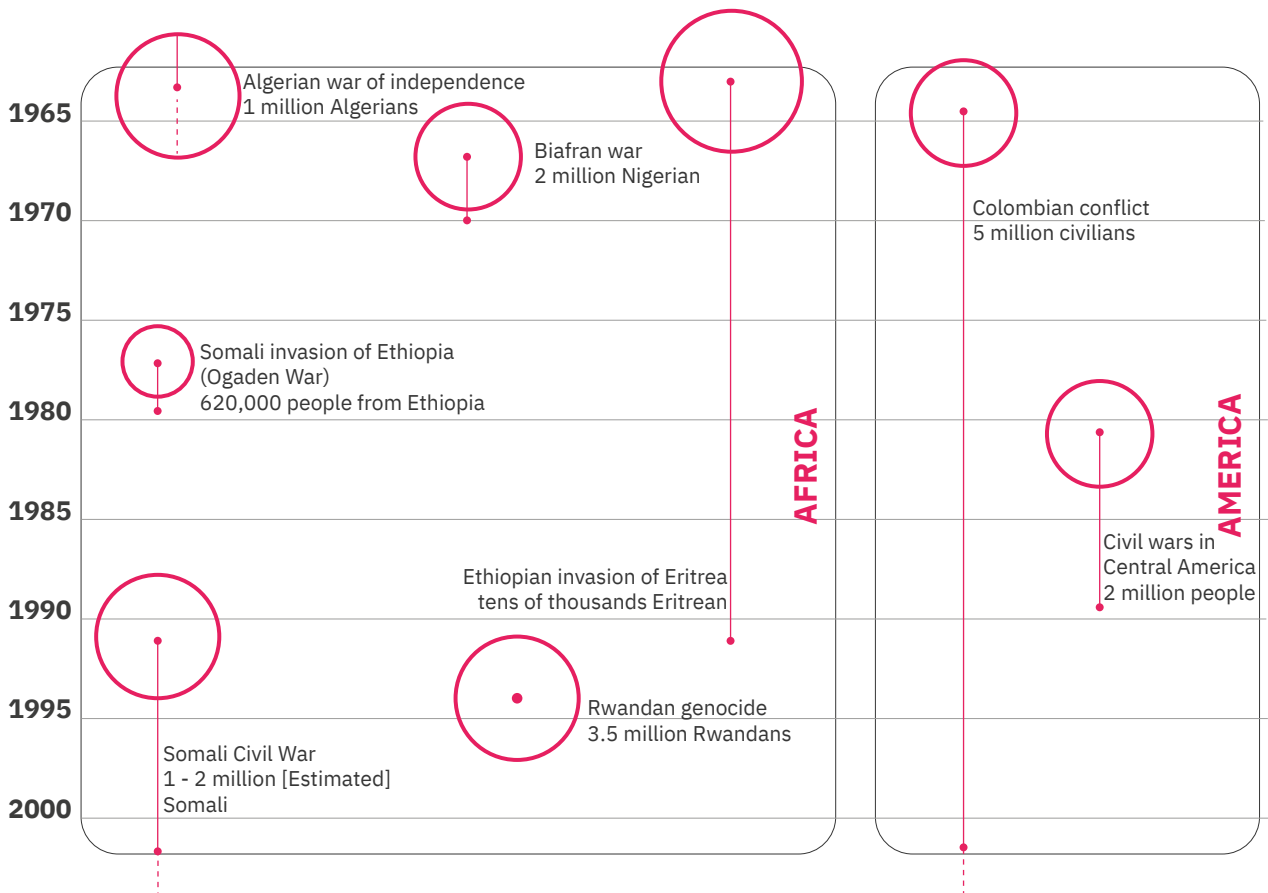 Algerian war of independence
1 million Algerians
1965
Biafran war
2 million Nigerian
1970
Colombian conflict
5 million civilians
1975
Somali invasion of Ethiopia
(Ogaden War)
620,000 people from Ethiopia
1980
AFRICA
AMERICA
1985
Civil wars in
Central America
2 million people
Ethiopian invasion of Eritrea
tens of thousands Eritrean
1990
1995
Rwandan genocide
3.5 million Rwandans
Somali Civil War
1 - 2 million [Estimated]
Somali
2000